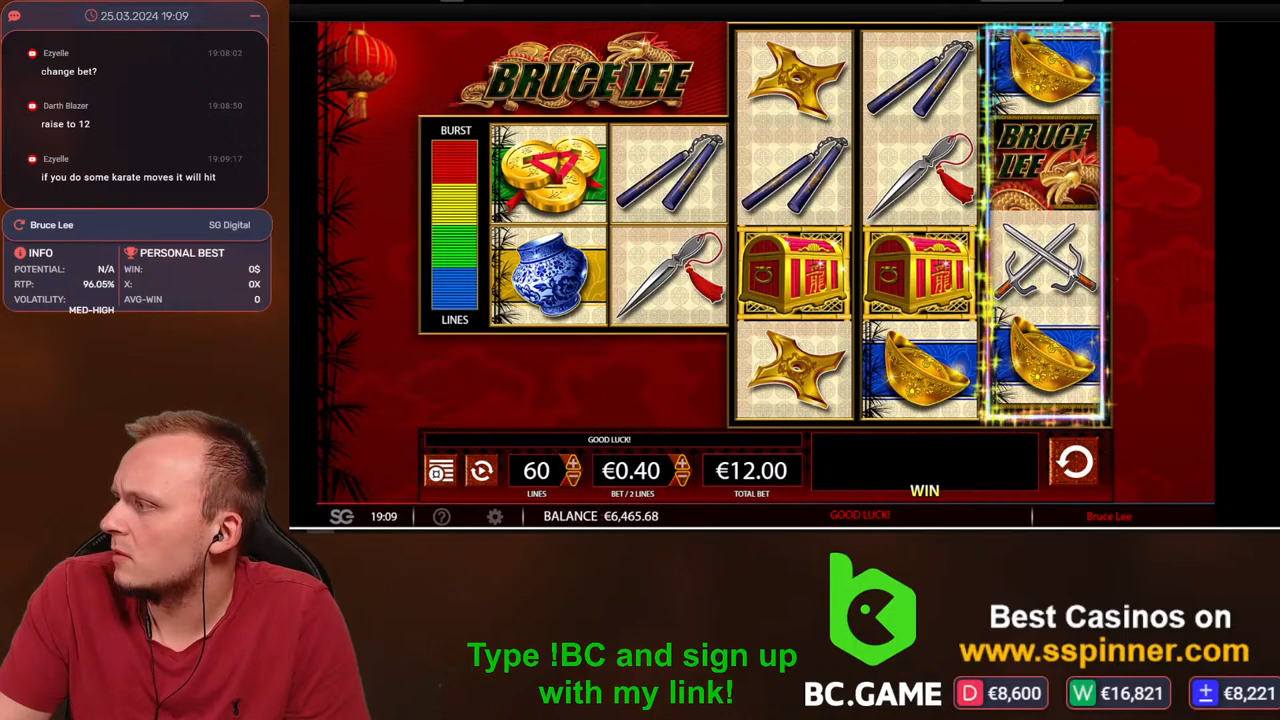 25.03.2024 19:09
Ezyelle 19:08:02
change bet?
Darth Blazer 19:08:50
raise to 12
Ezyelle 19:09:17
if you do some karate moves it will hit
Bruce Lee SG Digital
INFO
POTENTIAL: N/A
RTP: 96.05%
VOLATILITY:
MED-HIGH
PERSONAL BEST
WIN: 0$
X: 0X
AVG-WIN 0
BRUCE LEE
BURST
LINES
BRUCE
LEE
GOOD LUCK!
60
LINES
€0.40
BET / 2 LINES
€12.00
TOTAL BET
WIN
SG 19:09 ? BALANCE €6,465.68 GOOD LUCK! Bruce Lee
Type !BC and sign up
with my link!
b
BC.GAME
Best Casinos on
www.sspinner.com
D €8,600 W €16,821 ± €8,221